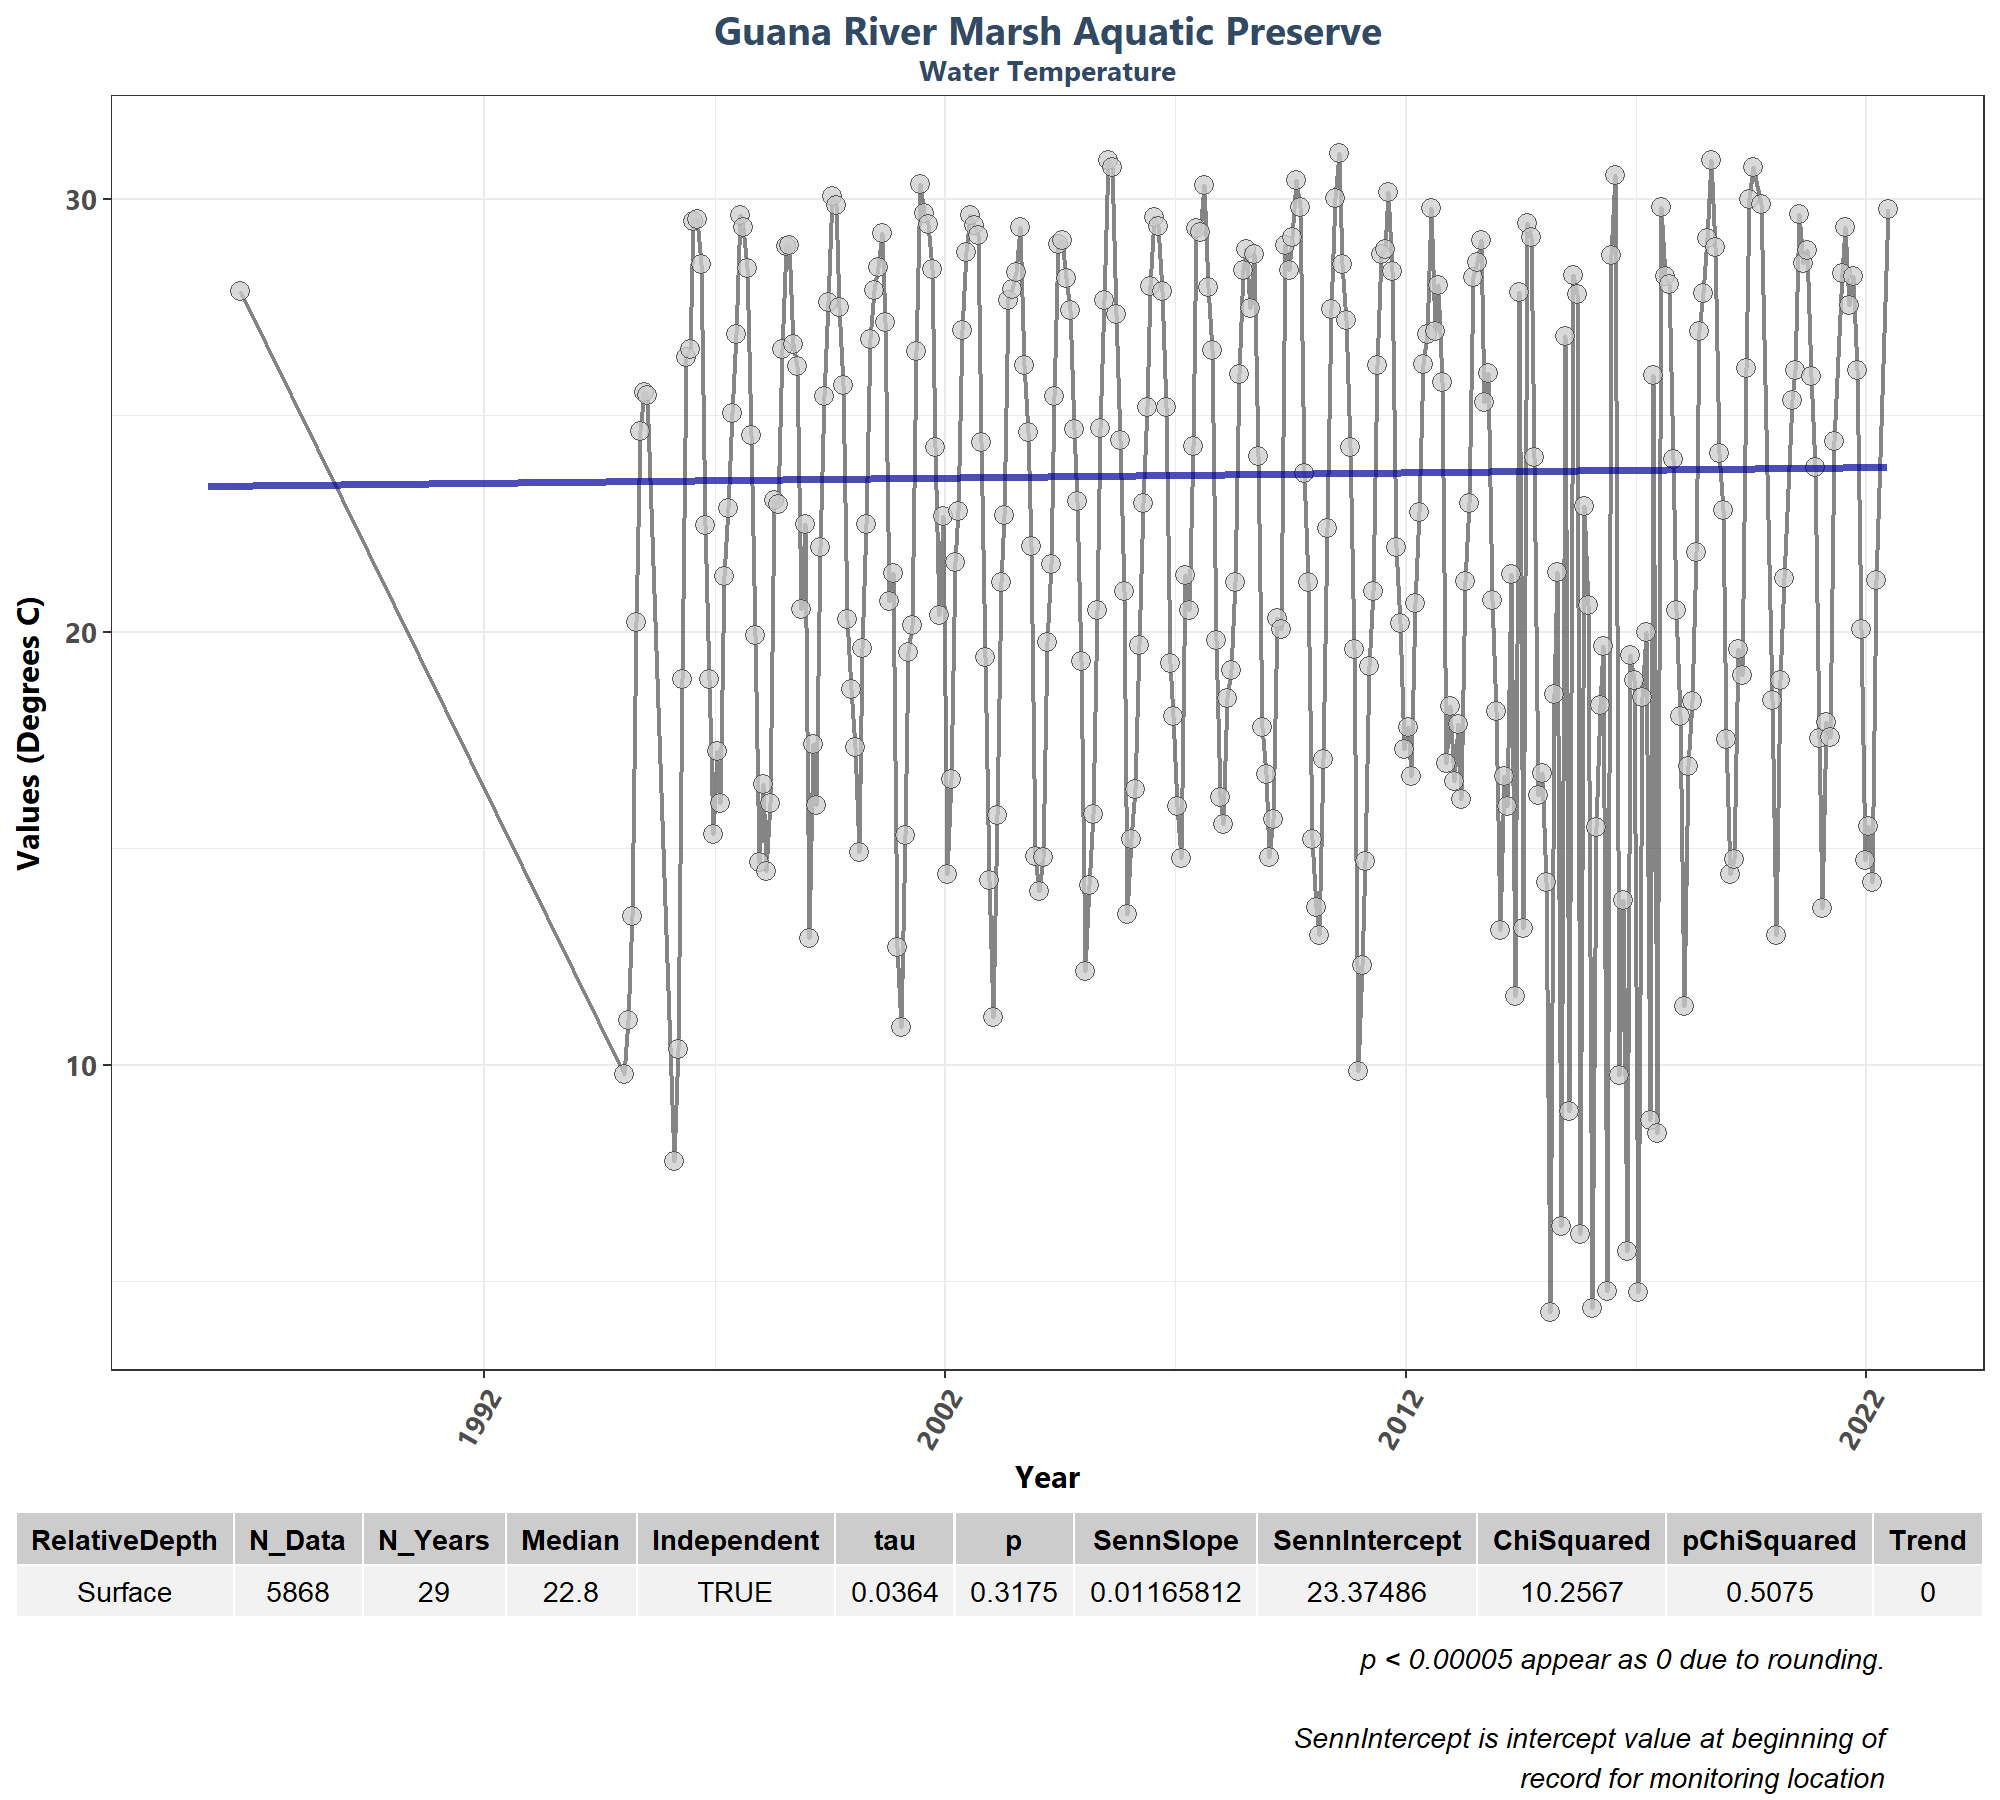 Guana River Marsh Aquatic Preserve
Water Temperature
Values (Degrees C)
30
20
10
1992
2002
2012
2022
Year
RelativeDepth N_Data N_Years Median Independent tau p SennSlope SennIntercept ChiSquared pChiSquared Trend
Surface 5868 29 22.8 TRUE 0.0364 0.3175 0.01165812 23.37486 10.2567 0.5075 0
p < 0.00005 appear as 0 due to rounding.
SennIntercept is intercept value at beginning of
record for monitoring location